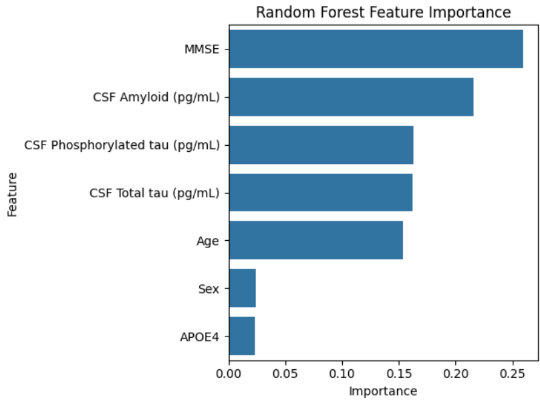 Random Forest Feature Importance
Feature
MMSE
CSF Amyloid (pg/mL)
CSF Phosphorylated tau (pg/mL)
CSF Total tau (pg/mL)
Age
Sex
APOE4
0.00 0.05 0.10 0.15 0.20 0.25
Importance